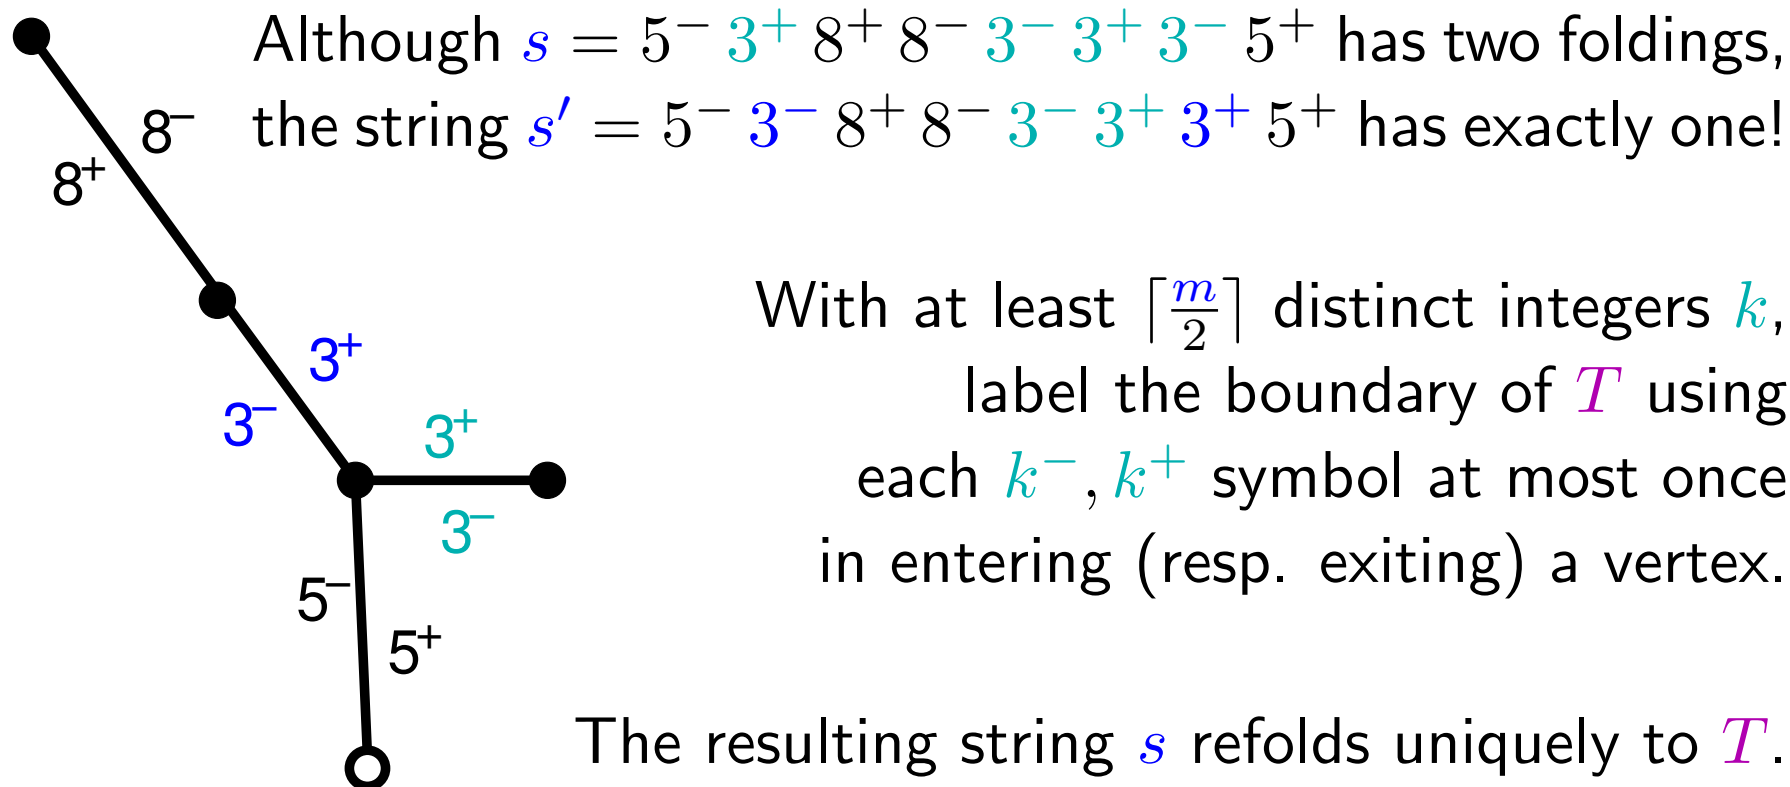 Although s = 5⁻ 3⁺ 8⁺ 8⁻ 3⁻ 3⁺ 3⁻ 5⁺ has two foldings,
the string s′ = 5⁻ 3⁻ 8⁺ 8⁻ 3⁻ 3⁺ 3⁺ 5⁺ has exactly one!
8⁻
8⁺
With at least ⌈m/2⌉ distinct integers k,
3⁺
label the boundary of T using
3⁻
3⁺
each k⁻, k⁺ symbol at most once
3⁻
in entering (resp. exiting) a vertex.
5⁻
5⁺
The resulting string s refolds uniquely to T.